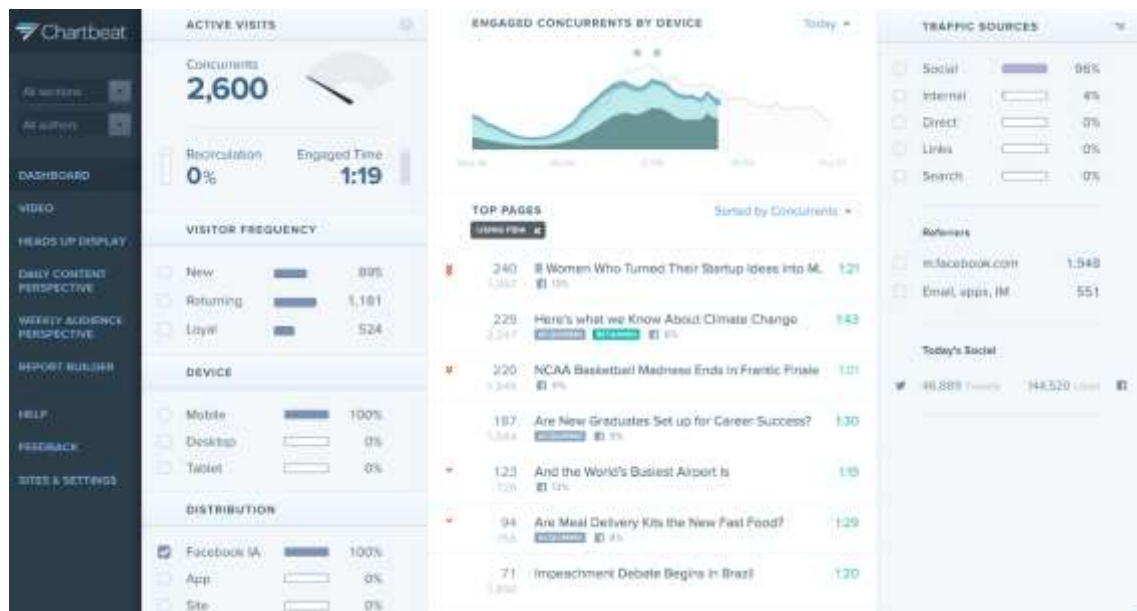 Chartbeat
All sections
All authors
DASHBOARD
VIDEO
HEADS UP DISPLAY
DAILY CONTENT
PERSPECTIVE
WEEKLY AUDIENCE
PERSPECTIVE
REPORT BUILDER
HELP
FEEDBACK
SITES & SETTINGS
ACTIVE VISITS
Concurrents
2,600
Recirculation
0%
Engaged Time
1:19
VISITOR FREQUENCY
New 895
Returning 1,181
Loyal 524
DEVICE
Mobile 100%
Desktop 0%
Tablet 0%
DISTRIBUTION
Facebook IA 100%
App 0%
Site 0%
ENGAGED CONCURRENTS BY DEVICE
Today
TOP PAGES
Sorted by Concurrents
240 8 Women Who Turned Their Startup Ideas into M. 1:21
229 Here's what we Know About Climate Change 1:43
220 NCAA Basketball Madness Ends in Frantic Finale 1:01
187 Are New Graduates Set up for Career Success? 1:30
123 And the World's Busiest Airport Is 1:19
94 Are Meal Delivery Kits the New Fast Food? 1:29
71 Impeachment Debate Begins in Brazil 1:20
TRAFFIC SOURCES
Social 96%
Internal 4%
Direct 0%
Links 0%
Search 0%
Referrers
m.facebook.com 1,948
Email, apps, IM 551
Today's Social
46,889 Tweets 144,520 Likes